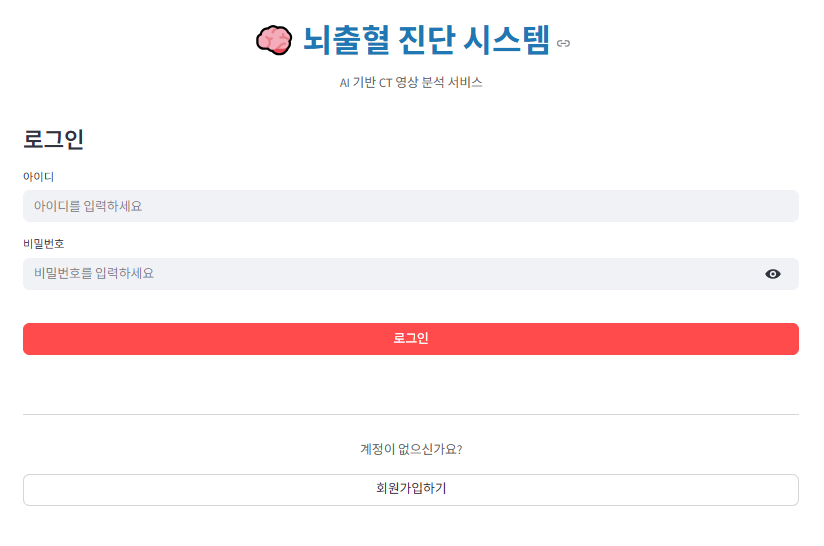 뇌출혈 진단 시스템
AI 기반 CT 영상 분석 서비스
로그인
아이디
아이디를 입력하세요
비밀번호
비밀번호를 입력하세요
로그인
계정이 없으신가요?
회원가입하기